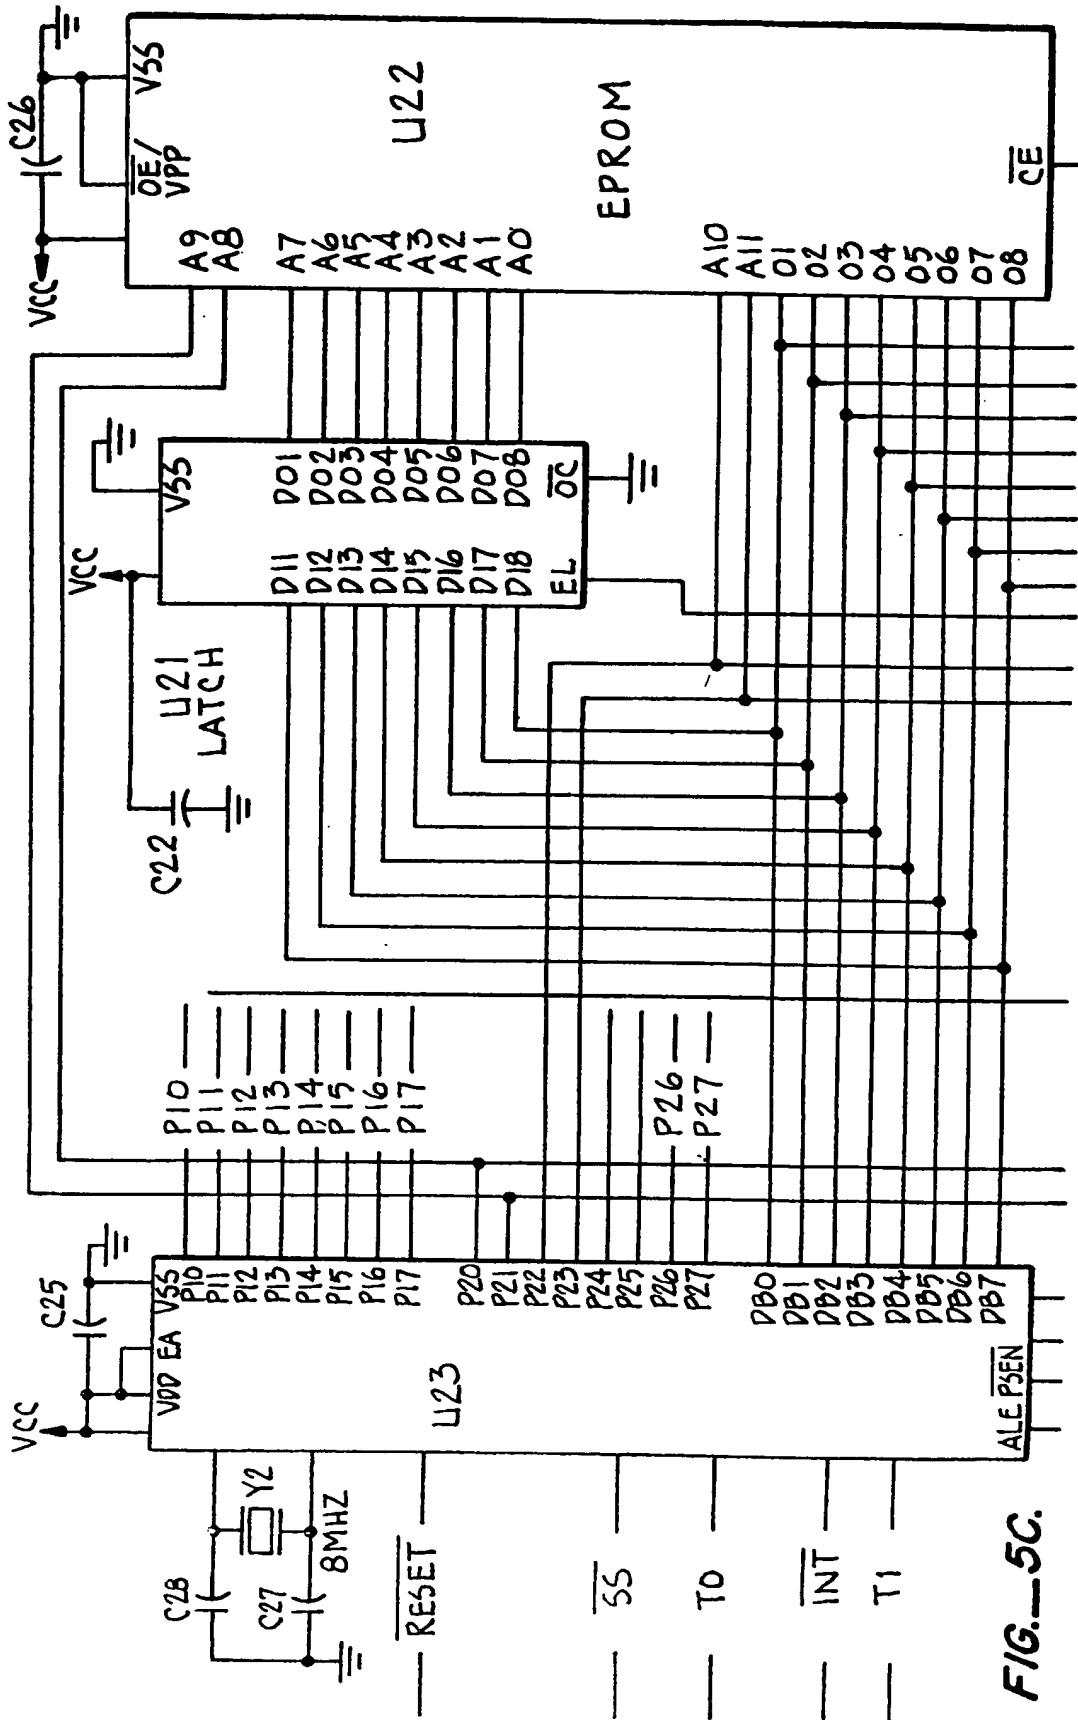 VCC
C26
VSS
OE/
VPP
U22
EPROM
A9
A8
A7
A6
A5
A4
A3
A2
A1
A0
A10
A11
O1
O2
O3
O4
O5
O6
O7
O8
CE
VCC
VSS
U21
LATCH
C22
DO1
DO2
DO3
DO4
DO5
DO6
DO7
DO8
OC
DI1
DI2
DI3
DI4
DI5
DI6
DI7
DI8
EL
P10
P11
P12
P13
P14
P15
P16
P17
P26
P27
VCC
C25
VDD EA VSS
P10
P11
P12
P13
P14
P15
P16
P17
P20
P21
P22
P23
P24
P25
P26
P27
DB0
DB1
DB2
DB3
DB4
DB5
DB6
DB7
U23
ALE PSEN
C28
C27
Y2
8MHZ
RESET
SS
T0
INT
T1
FIG._5C.